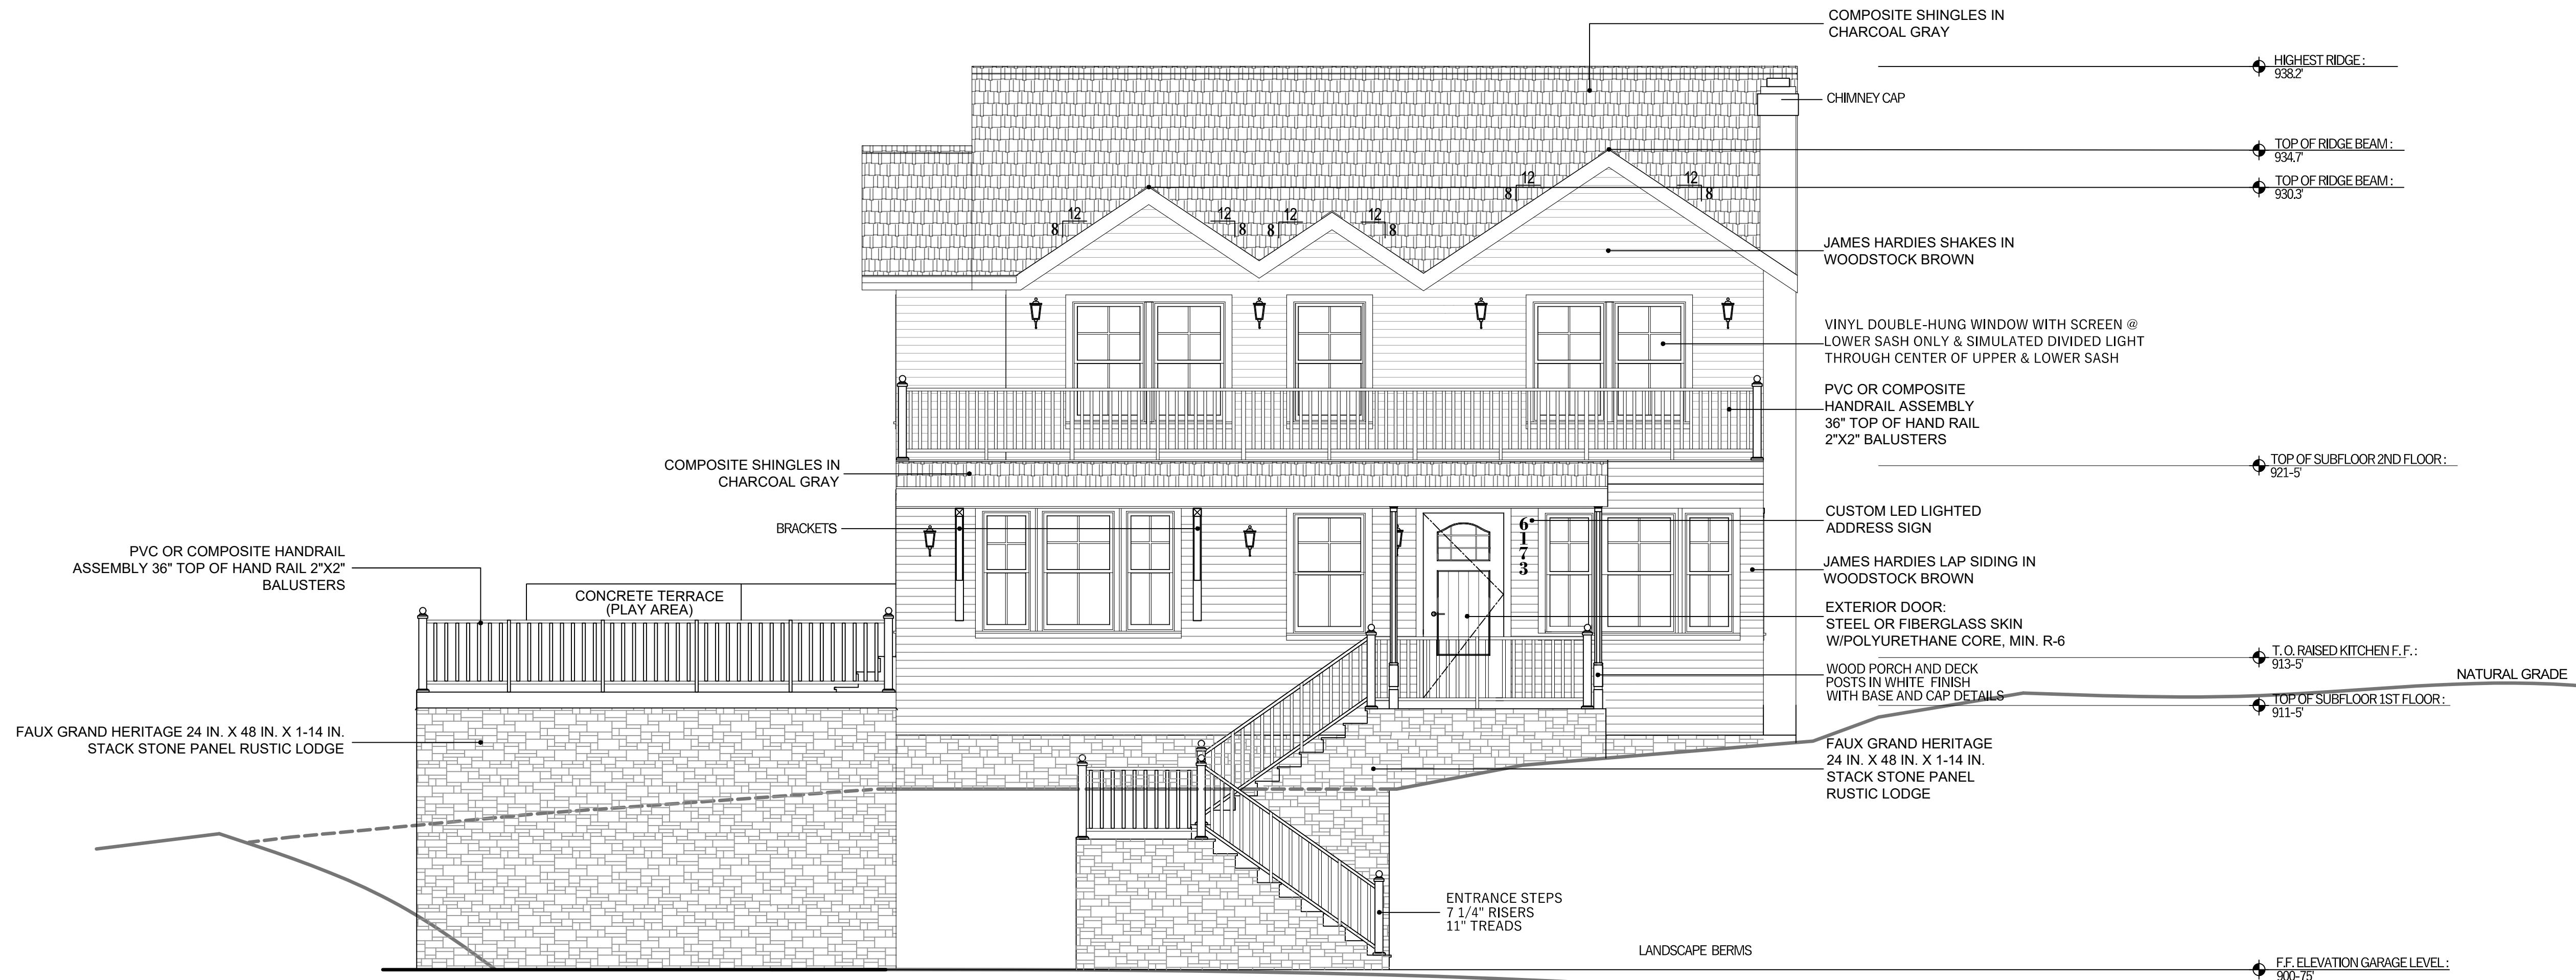 COMPOSITE SHINGLES IN
CHARCOAL GRAY
HIGHEST RIDGE :
938.2'
CHIMNEY CAP
TOP OF RIDGE BEAM :
934.7'
TOP OF RIDGE BEAM :
930.3'
12
8
12
8
12
8
12
8
12
8
12
8
JAMES HARDIES SHAKES IN
WOODSTOCK BROWN
VINYL DOUBLE-HUNG WINDOW WITH SCREEN @
LOWER SASH ONLY & SIMULATED DIVIDED LIGHT
THROUGH CENTER OF UPPER & LOWER SASH
PVC OR COMPOSITE
HANDRAIL ASSEMBLY
36" TOP OF HAND RAIL
2"X2" BALUSTERS
COMPOSITE SHINGLES IN
CHARCOAL GRAY
TOP OF SUBFLOOR 2ND FLOOR :
921-5'
BRACKETS
6
1
7
3
CUSTOM LED LIGHTED
ADDRESS SIGN
PVC OR COMPOSITE HANDRAIL
ASSEMBLY 36" TOP OF HAND RAIL 2"X2"
BALUSTERS
JAMES HARDIES LAP SIDING IN
WOODSTOCK BROWN
CONCRETE TERRACE
(PLAY AREA)
EXTERIOR DOOR:
STEEL OR FIBERGLASS SKIN
W/POLYURETHANE CORE, MIN. R-6
T. O. RAISED KITCHEN F. F. :
913-5'
WOOD PORCH AND DECK
POSTS IN WHITE FINISH
WITH BASE AND CAP DETAILS
NATURAL GRADE
TOP OF SUBFLOOR 1ST FLOOR :
911-5'
FAUX GRAND HERITAGE 24 IN. X 48 IN. X 1-14 IN.
STACK STONE PANEL RUSTIC LODGE
FAUX GRAND HERITAGE
24 IN. X 48 IN. X 1-14 IN.
STACK STONE PANEL
RUSTIC LODGE
ENTRANCE STEPS
7 1/4" RISERS
11" TREADS
LANDSCAPE BERMS
F.F. ELEVATION GARAGE LEVEL :
900-75'